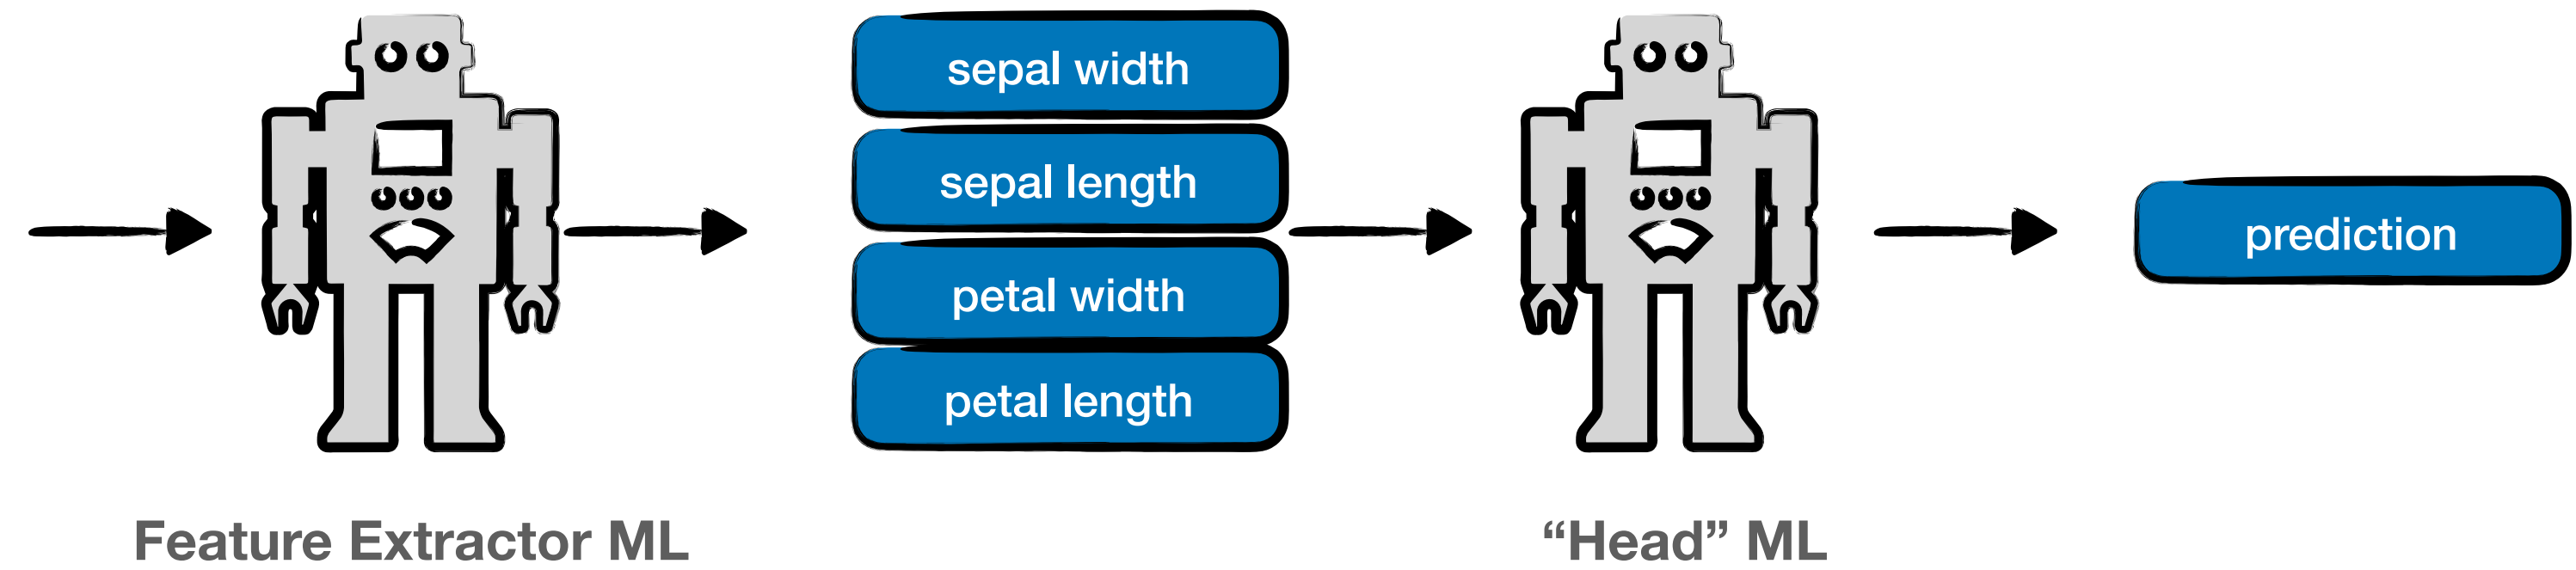 sepal width
sepal length
petal width
petal length
prediction
Feature Extractor ML
“Head” ML